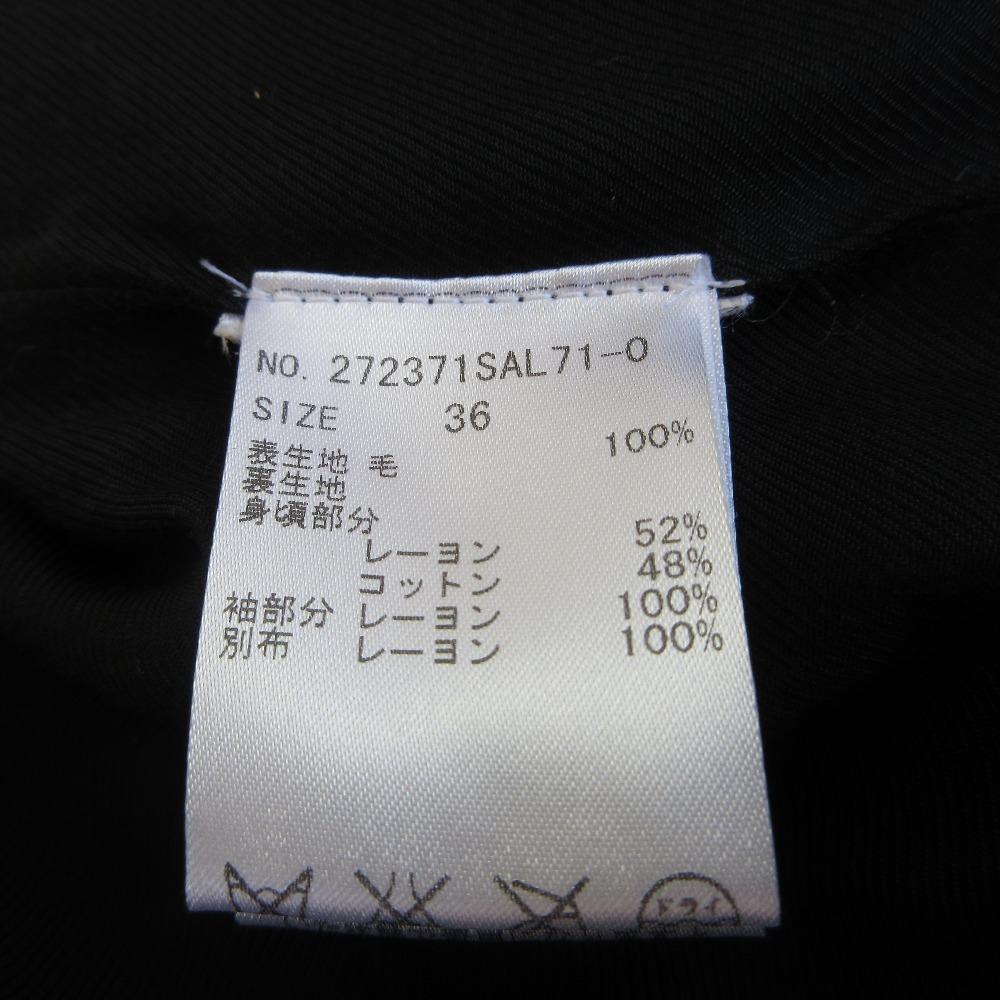 NO. 272371SAL71-0
SIZE 36
表生地 毛 100%
裏生地
身頃部分
レーヨン 52%
コットン 48%
袖部分 レーヨン 100%
別布 レーヨン 100%
ドライ